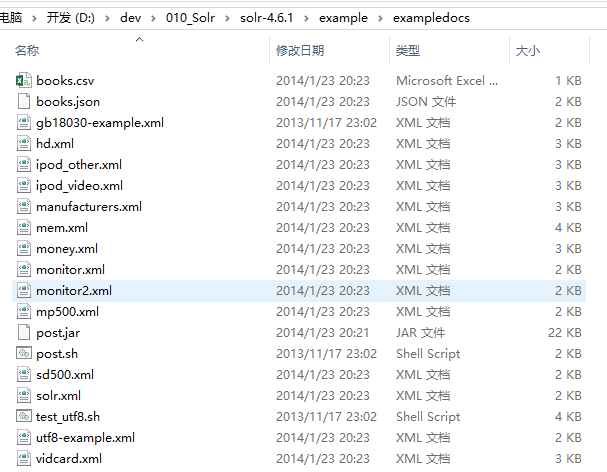 电脑 › 开发 (D:) › dev › 010_Solr › solr-4.6.1 › example › exampledocs
名称 修改日期 类型 大小
books.csv 2014/1/23 20:23 Microsoft Excel ... 1 KB
books.json 2014/1/23 20:23 JSON 文件 2 KB
gb18030-example.xml 2013/11/17 23:02 XML 文档 2 KB
hd.xml 2014/1/23 20:23 XML 文档 3 KB
ipod_other.xml 2014/1/23 20:23 XML 文档 3 KB
ipod_video.xml 2014/1/23 20:23 XML 文档 3 KB
manufacturers.xml 2014/1/23 20:23 XML 文档 3 KB
mem.xml 2014/1/23 20:23 XML 文档 4 KB
money.xml 2014/1/23 20:23 XML 文档 3 KB
monitor.xml 2014/1/23 20:23 XML 文档 2 KB
monitor2.xml 2014/1/23 20:23 XML 文档 2 KB
mp500.xml 2014/1/23 20:23 XML 文档 2 KB
post.jar 2014/1/23 20:21 JAR 文件 22 KB
post.sh 2013/11/17 23:02 Shell Script 2 KB
sd500.xml 2014/1/23 20:23 XML 文档 2 KB
solr.xml 2014/1/23 20:23 XML 文档 2 KB
test_utf8.sh 2013/11/17 23:02 Shell Script 4 KB
utf8-example.xml 2014/1/23 20:23 XML 文档 2 KB
vidcard.xml 2014/1/23 20:23 XML 文档 3 KB